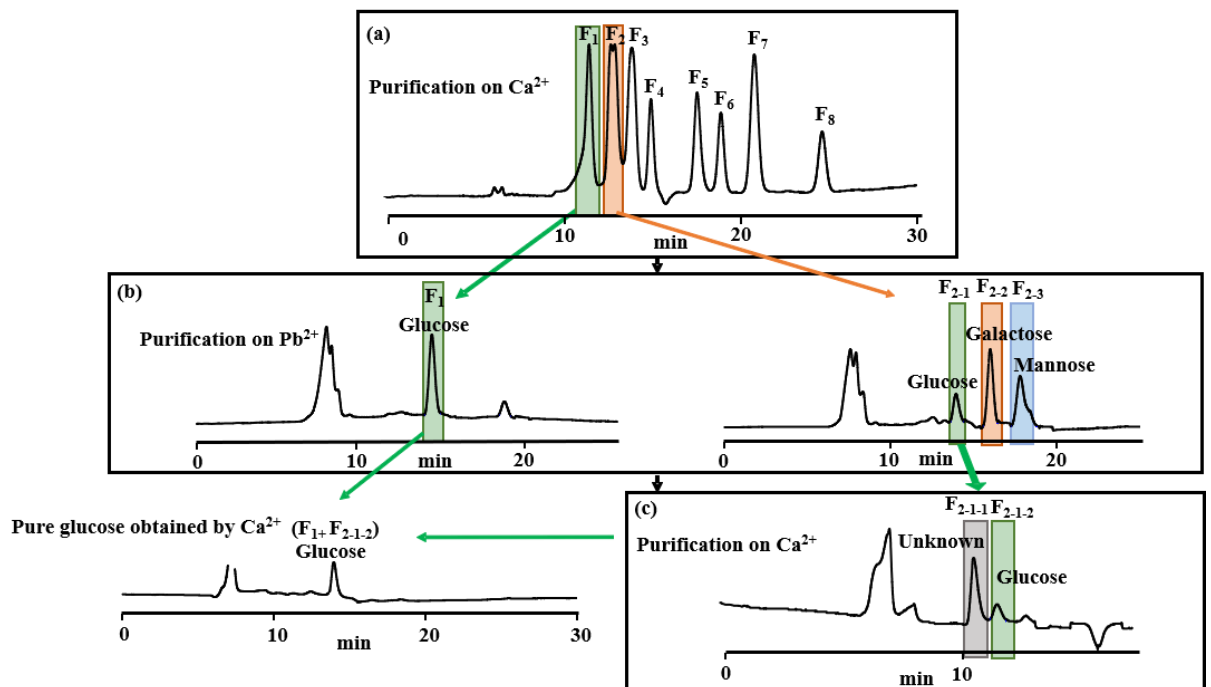 (a)
F1 F2 F3 F4 F5 F6 F7 F8
Purification on Ca2+
0 10 20 30
min
(b)
F1
Glucose
Purification on Pb2+
0 10 20
min
F2-1 F2-2 F2-3
Galactose
Glucose
Mannose
10 20
0
min
Pure glucose obtained by Ca2+ (F1+ F2-1-2)
Glucose
0 10 20 30
min
(c)
F2-1-1 F2-1-2
Purification on Ca2+
Unknown
Glucose
0 10
min